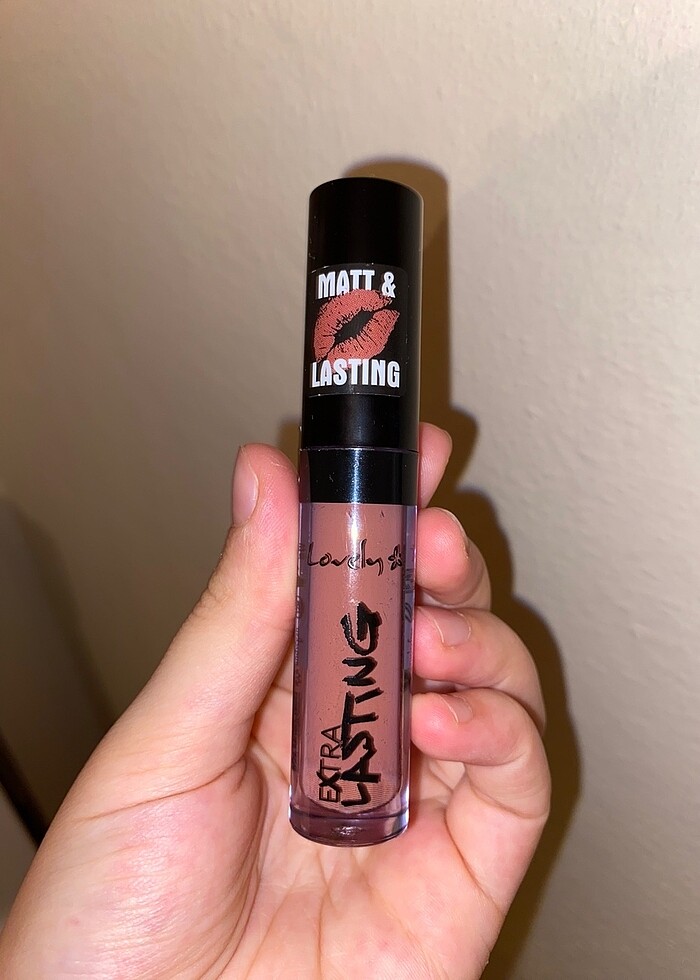 MATT &
LASTING
Lovely
EXTRA
LASTING